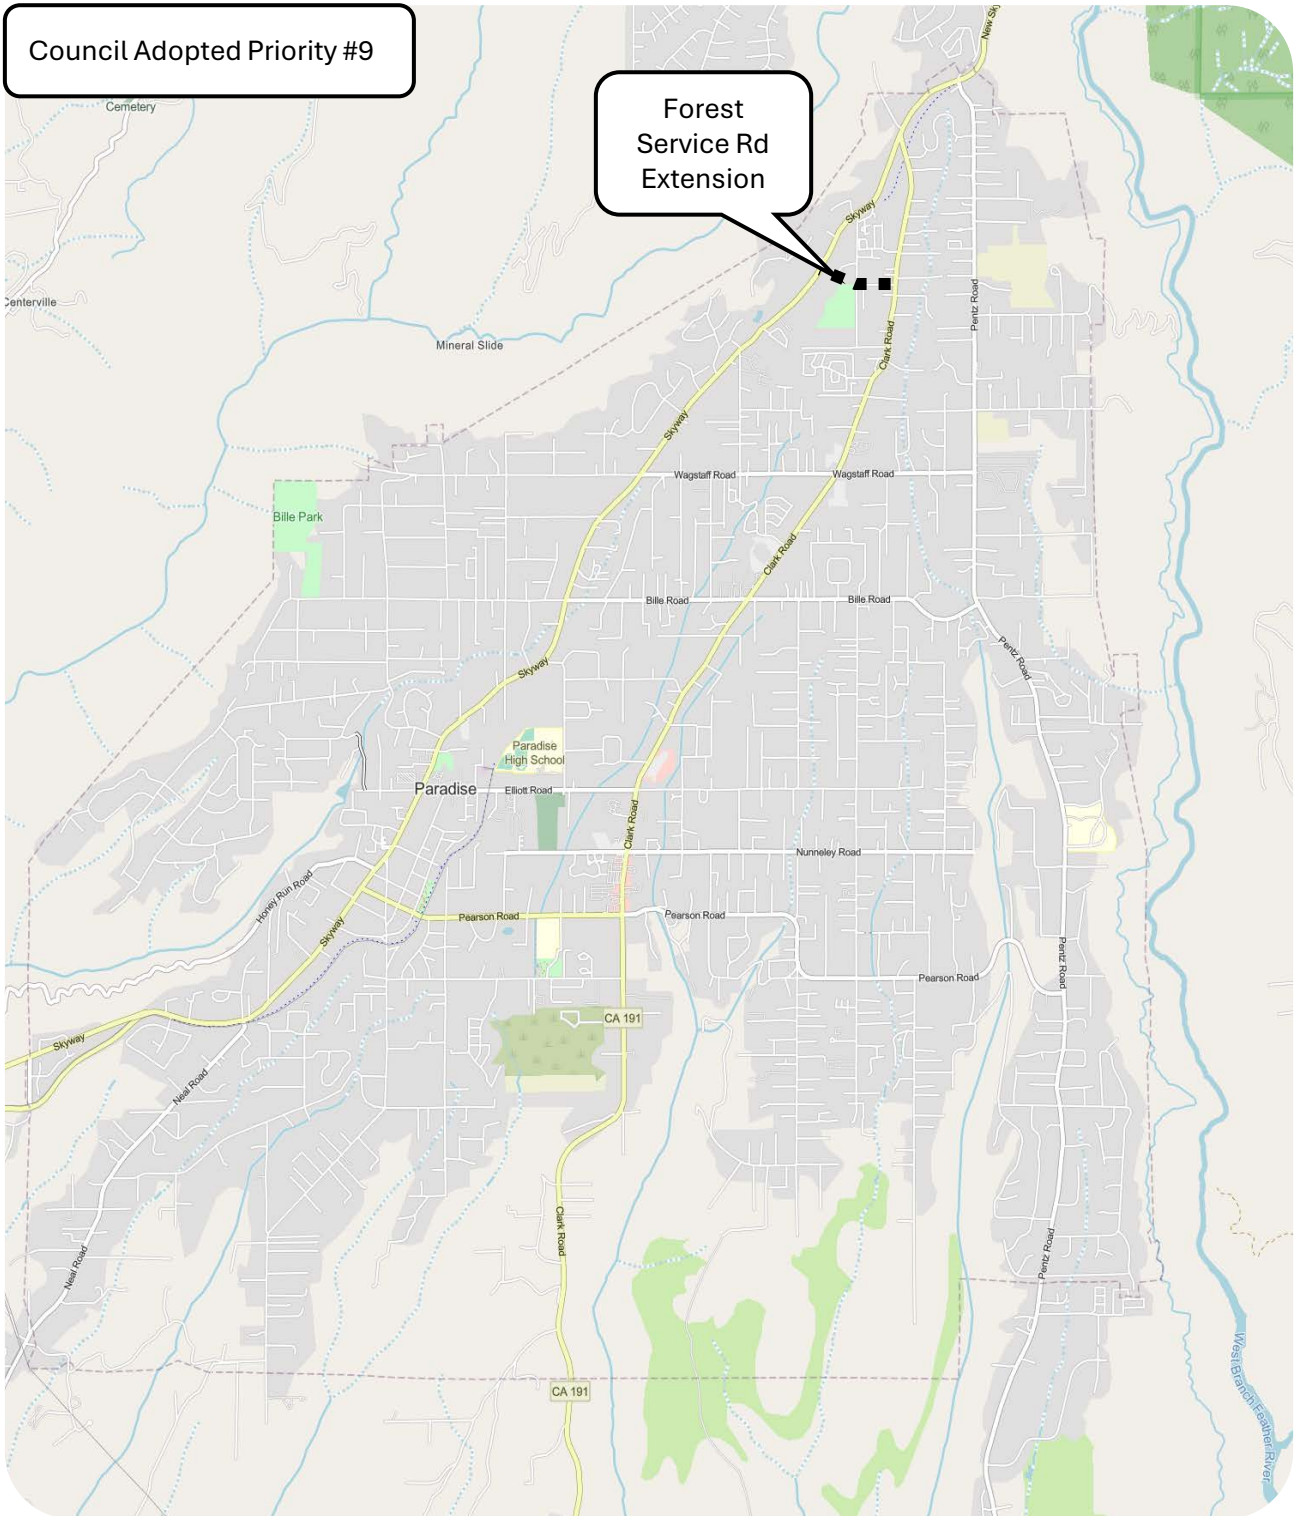 Council Adopted Priority #9
New Sky
Cemetery
Forest
Service Rd
Extension
Skyway
Centerville
Pentz Road
Mineral Slide
Clark Road
Skyway
Wagstaff Road
Wagstaff Road
Bille Park
Clark Road
Bille Road
Bille Road
Pentz Road
Skyway
Paradise
High School
Paradise
Elliott Road
Clark Road
Nunneley Road
Honey Run Road
Pearson Road
Pearson Road
Skyway
Pentz Road
Pearson Road
CA 191
Skyway
Neal Road
Clark Road
Pentz Road
Neal Road
CA 191
West Branch Feather River